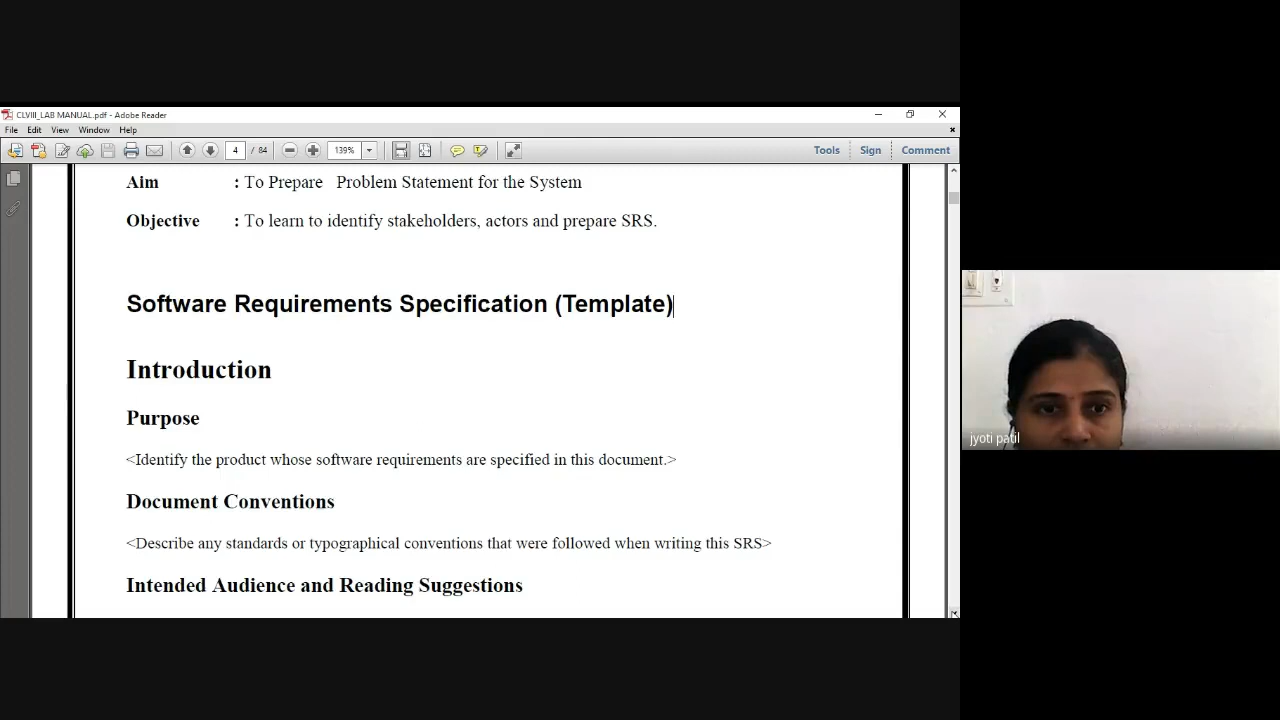 CLVIII_LAB MANUAL.pdf - Adobe Reader
File Edit View Window Help
4 / 84 139% Tools Sign Comment
Aim : To Prepare Problem Statement for the System
Objective : To learn to identify stakeholders, actors and prepare SRS.
Software Requirements Specification (Template)
Introduction
Purpose
<Identify the product whose software requirements are specified in this document.>
Document Conventions
<Describe any standards or typographical conventions that were followed when writing this SRS>
Intended Audience and Reading Suggestions
jyoti patil